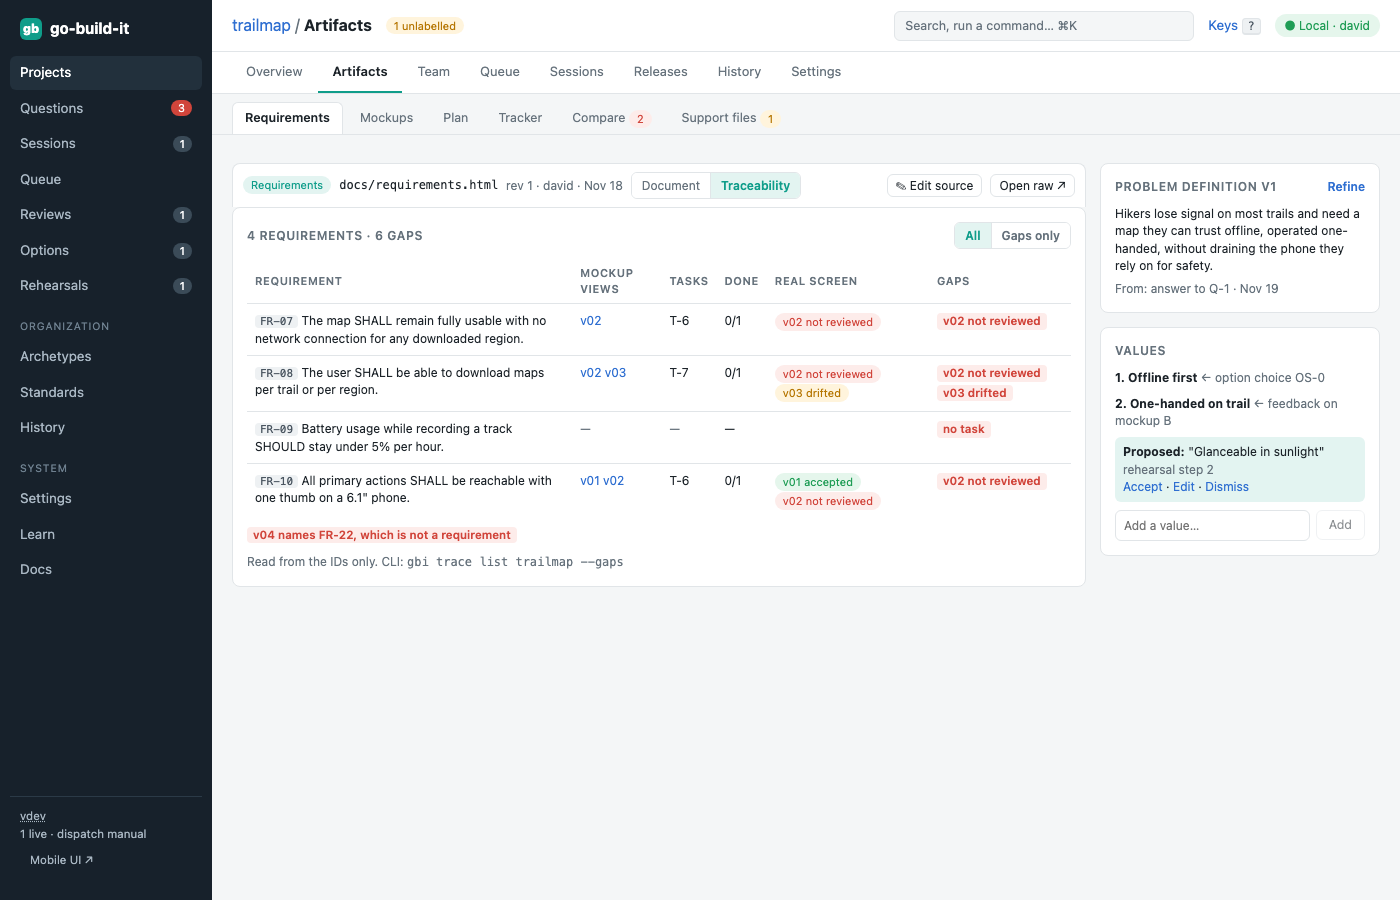 gb go-build-it
Projects
Questions 3
Sessions 1
Queue
Reviews 1
Options 1
Rehearsals 1
ORGANIZATION
Archetypes
Standards
History
SYSTEM
Settings
Learn
Docs
vdev
1 live · dispatch manual
Mobile UI ↗
trailmap / Artifacts 1 unlabelled
Search, run a command... ⌘K
Keys ?
Local · david
Overview Artifacts Team Queue Sessions Releases History Settings
Requirements Mockups Plan Tracker Compare 2 Support files 1
Requirements docs/requirements.html rev 1 · david · Nov 18 Document Traceability ✎ Edit source Open raw ↗
4 REQUIREMENTS · 6 GAPS All Gaps only
REQUIREMENT MOCKUP VIEWS TASKS DONE REAL SCREEN GAPS
FR-07 The map SHALL remain fully usable with no v02 T-6 0/1 v02 not reviewed v02 not reviewed
network connection for any downloaded region.
FR-08 The user SHALL be able to download maps v02 v03 T-7 0/1 v02 not reviewed v02 not reviewed
per trail or per region. v03 drifted v03 drifted
FR-09 Battery usage while recording a track — — — no task
SHOULD stay under 5% per hour.
FR-10 All primary actions SHALL be reachable with v01 v02 T-6 0/1 v01 accepted v02 not reviewed
one thumb on a 6.1" phone. v02 not reviewed
v04 names FR-22, which is not a requirement
Read from the IDs only. CLI: gbi trace list trailmap --gaps
PROBLEM DEFINITION V1 Refine
Hikers lose signal on most trails and need a
map they can trust offline, operated one-
handed, without draining the phone they
rely on for safety.
From: answer to Q-1 · Nov 19
VALUES
1. Offline first ← option choice OS-0
2. One-handed on trail ← feedback on
mockup B
Proposed: "Glanceable in sunlight"
rehearsal step 2
Accept · Edit · Dismiss
Add a value... Add